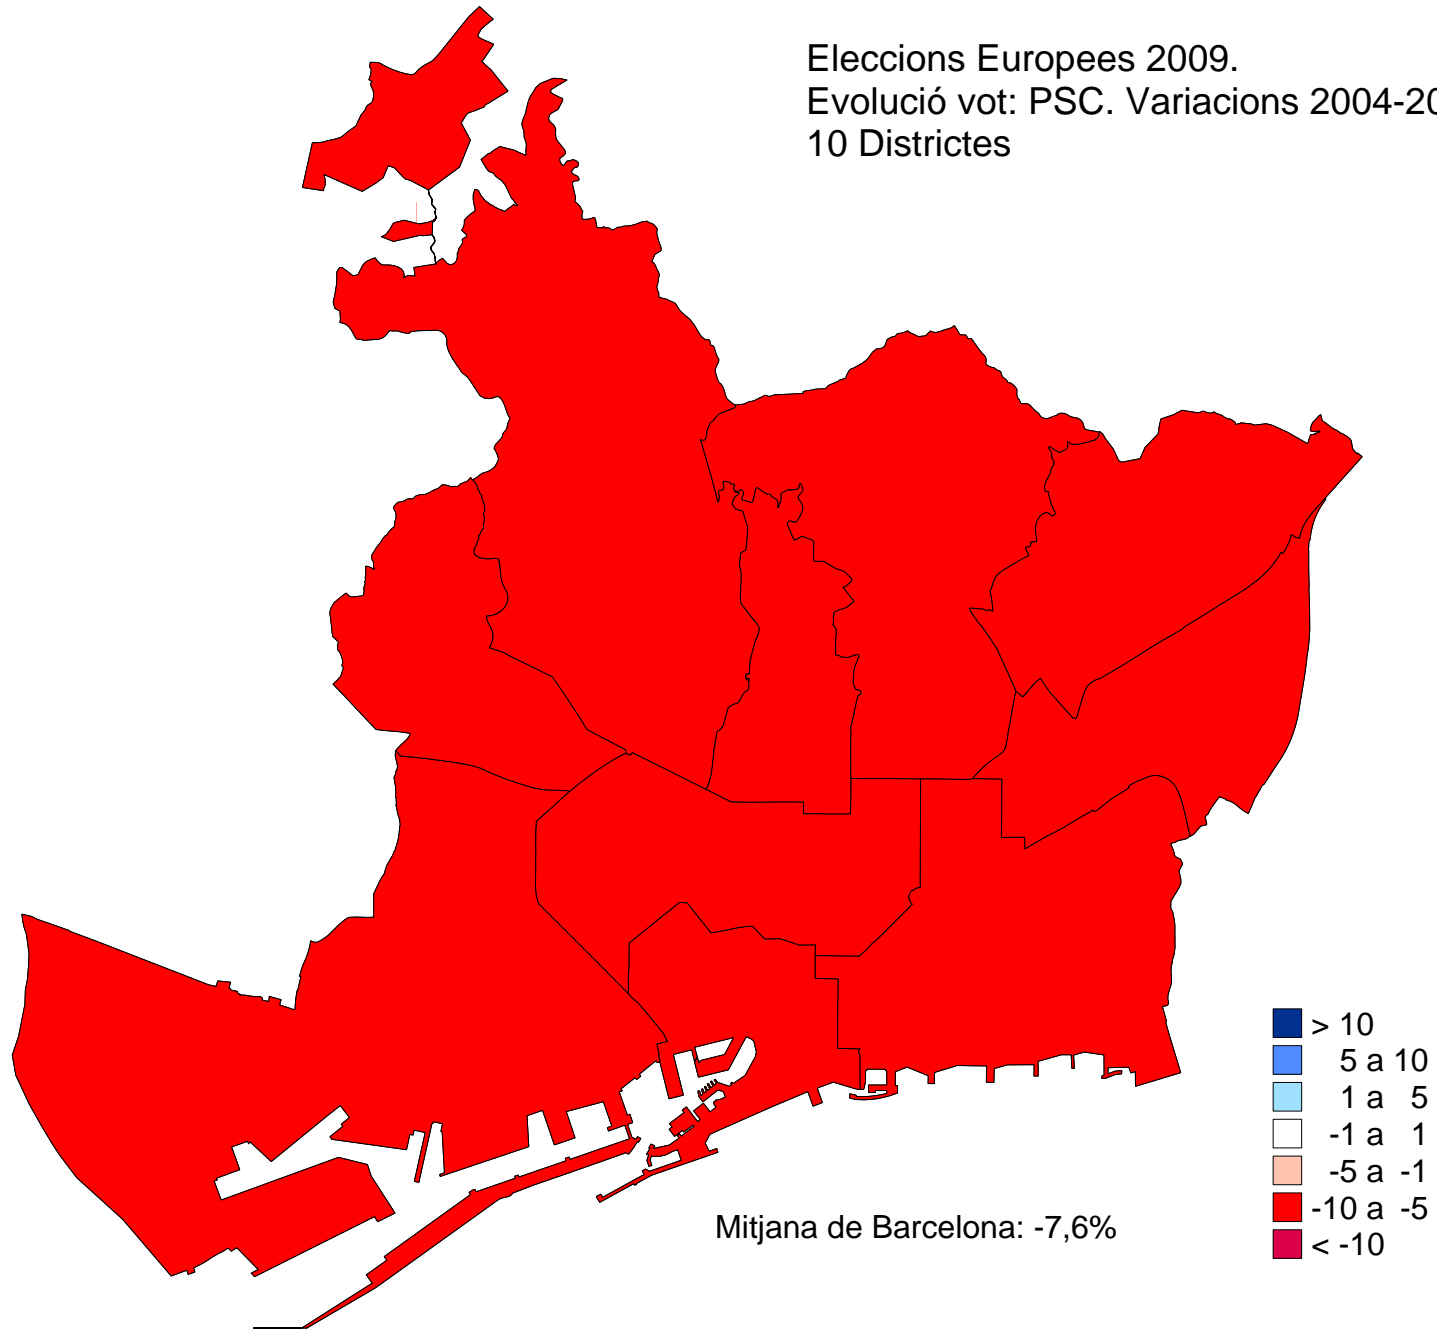 Eleccions Europees 2009.
Evolució vot: PSC. Variacions 2004-20
10 Districtes
> 10
5 a 10
1 a 5
-1 a 1
-5 a -1
-10 a -5
< -10
Mitjana de Barcelona: -7,6%